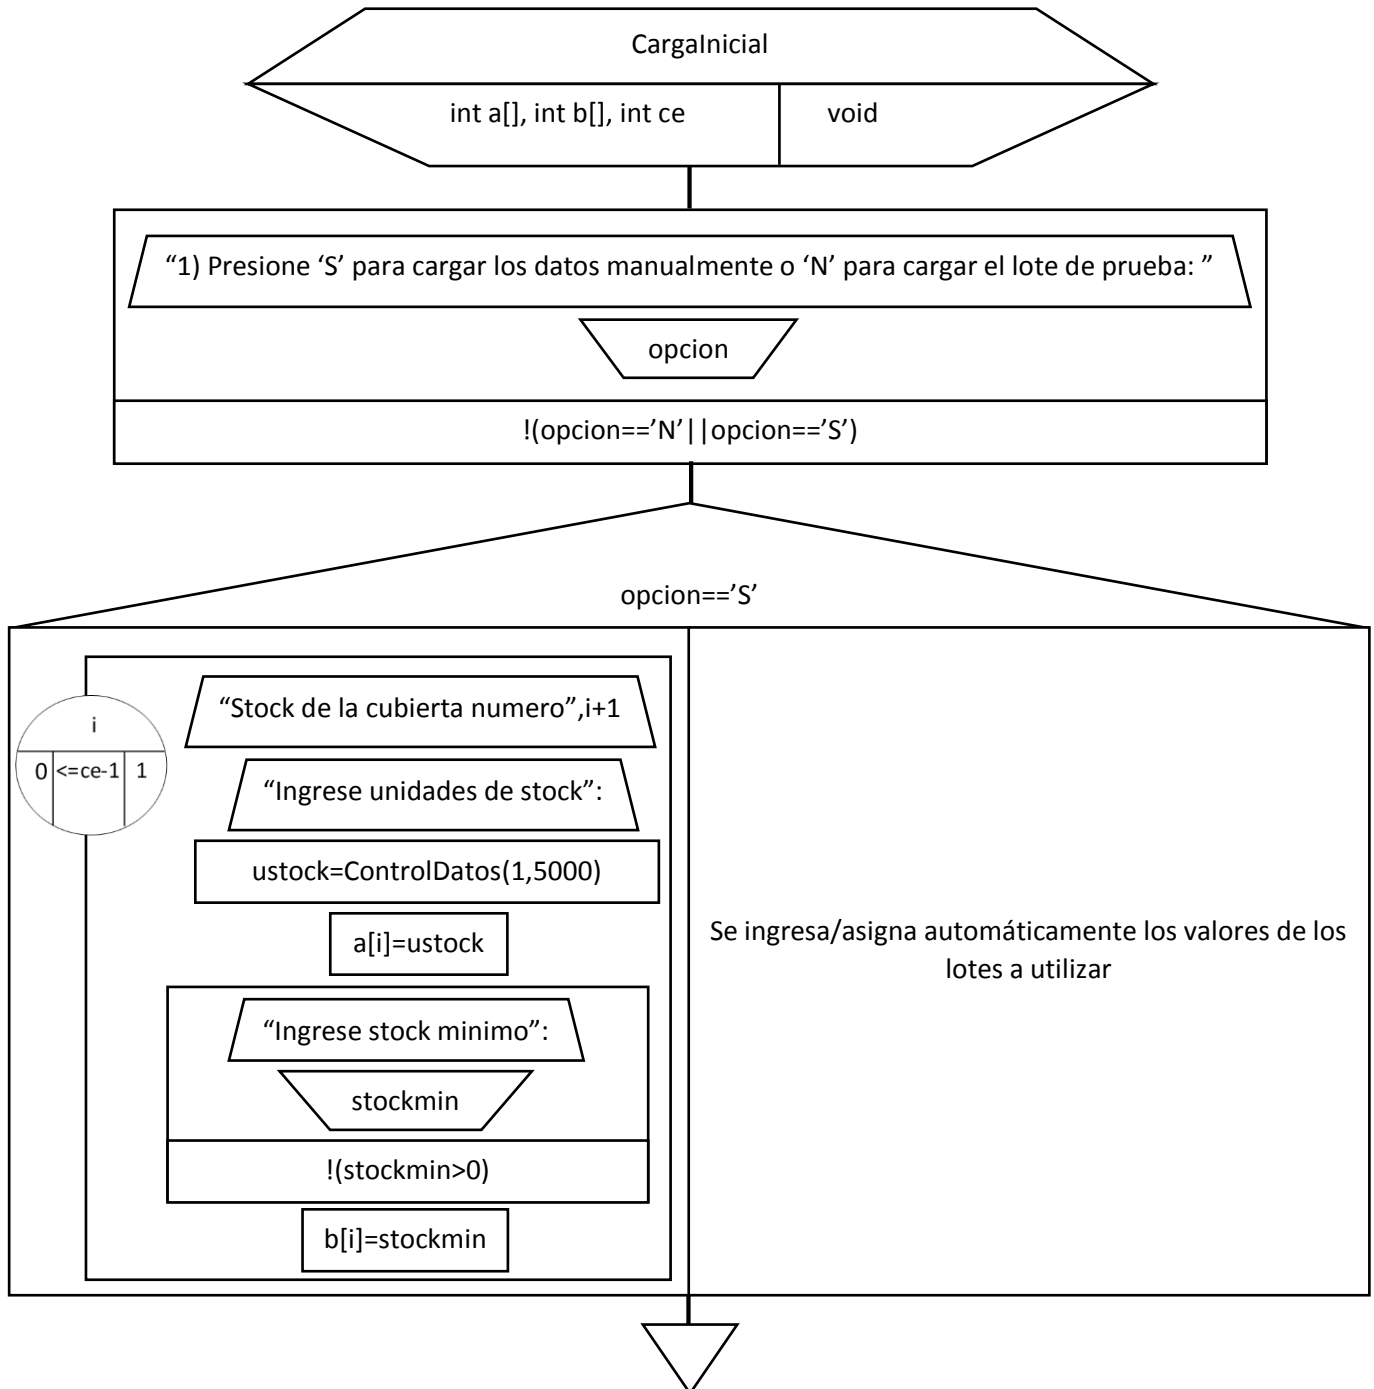 CargaInicial
int a[], int b[], int ce
void
“1) Presione ‘S’ para cargar los datos manualmente o ‘N’ para cargar el lote de prueba: ”
opcion
!(opcion==’N’||opcion==’S’)
opcion==’S’
i
0 <=ce-1 1
“Stock de la cubierta numero”,i+1
“Ingrese unidades de stock”:
ustock=ControlDatos(1,5000)
a[i]=ustock
“Ingrese stock minimo”:
stockmin
!(stockmin>0)
b[i]=stockmin
Se ingresa/asigna automáticamente los valores de los
lotes a utilizar